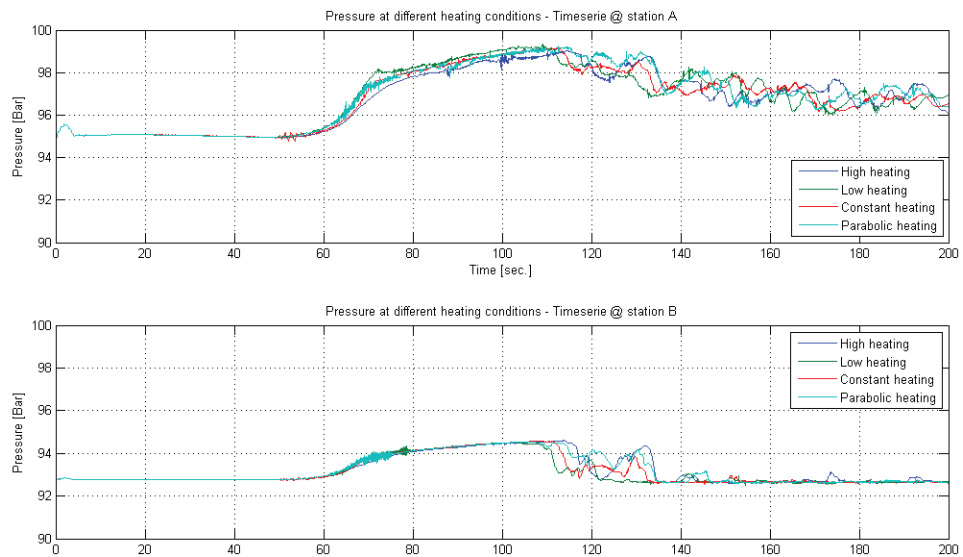 Pressure at different heating conditions - Timeserie @ station A
100
98
96
94
92
90
Pressure [Bar]
High heating
Low heating
Constant heating
Parabolic heating
0 20 40 60 80 100 120 140 160 180 200
Time [sec.]
Pressure at different heating conditions - Timeserie @ station B
100
98
96
94
92
90
Pressure [Bar]
High heating
Low heating
Constant heating
Parabolic heating
0 20 40 60 80 100 120 140 160 180 200